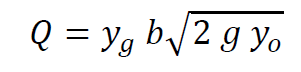 Q = y_g b√(2 g y_o)